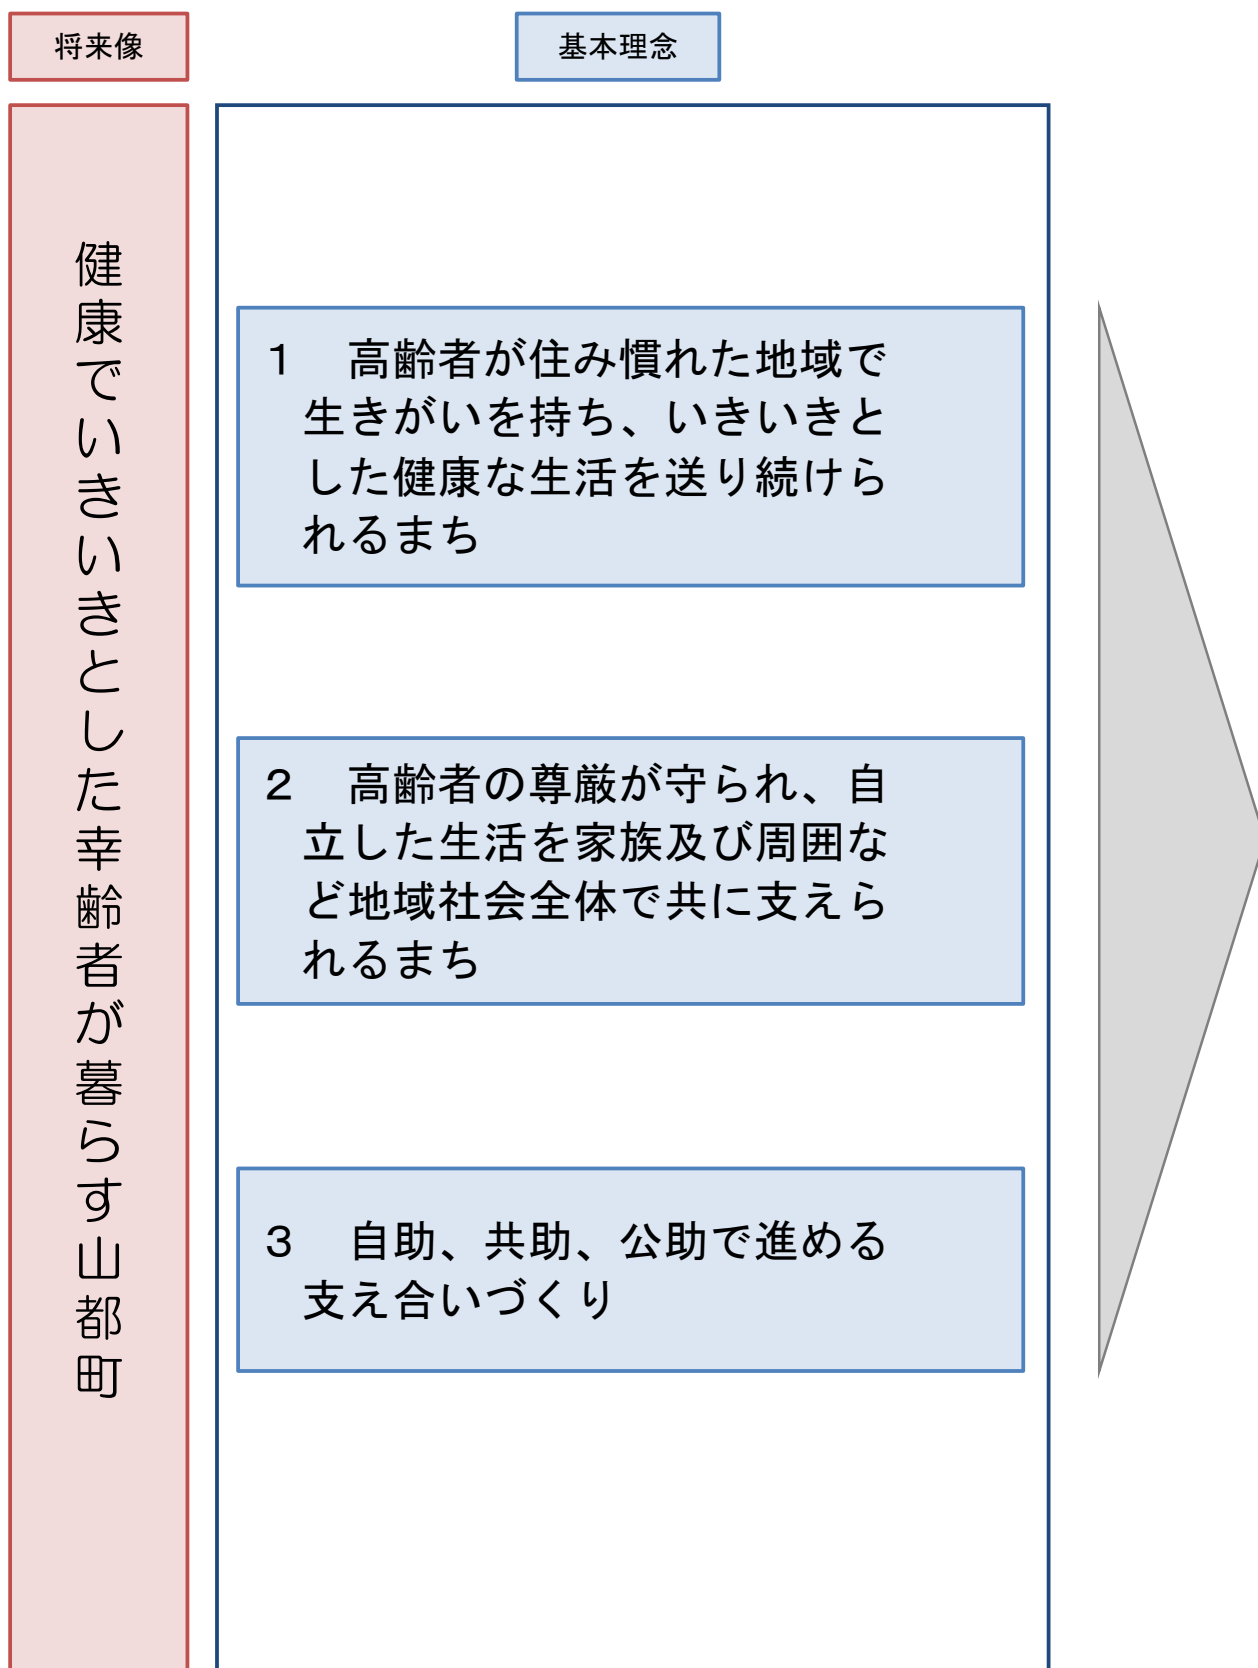 将来像
基本理念
健康でいきいきとした幸齢者が暮らす山都町
１　高齢者が住み慣れた地域で
生きがいを持ち、いきいきと
した健康な生活を送り続けら
れるまち
２　高齢者の尊厳が守られ、自
立した生活を家族及び周囲な
ど地域社会全体で共に支えら
れるまち
３　自助、共助、公助で進める
支え合いづくり